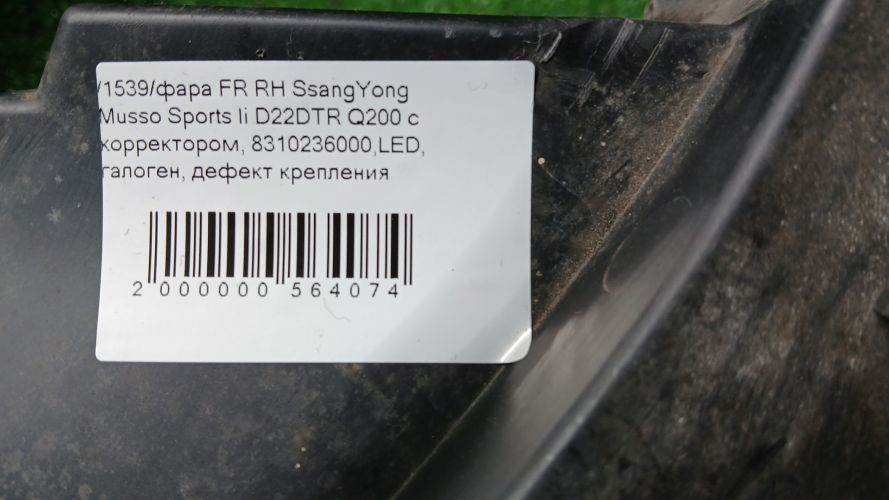 /1539/фара FR RH SsangYong
Musso Sports Ii D22DTR Q200 с
корректором, 8310236000,LED,
галоген, дефект крепления
2 000000 564074